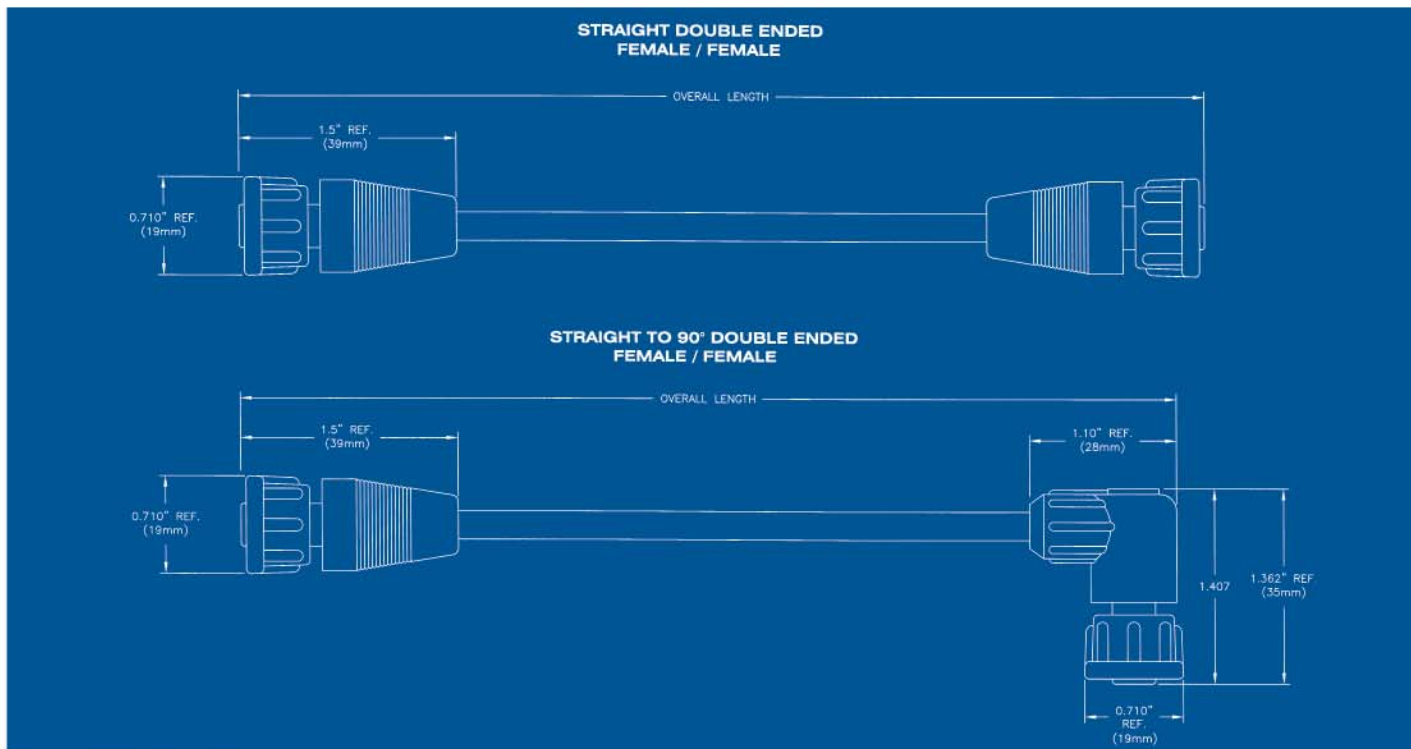 STRAIGHT DOUBLE ENDED
FEMALE / FEMALE
OVERALL LENGTH
1.5" REF.
(39mm)
0.710" REF.
(19mm)
STRAIGHT TO 90° DOUBLE ENDED
FEMALE / FEMALE
OVERALL LENGTH
1.5" REF.
(39mm)
1.10" REF.
(28mm)
0.710" REF.
(19mm)
1.407
1.362" REF
(35mm)
0.710"
REF.
(19mm)